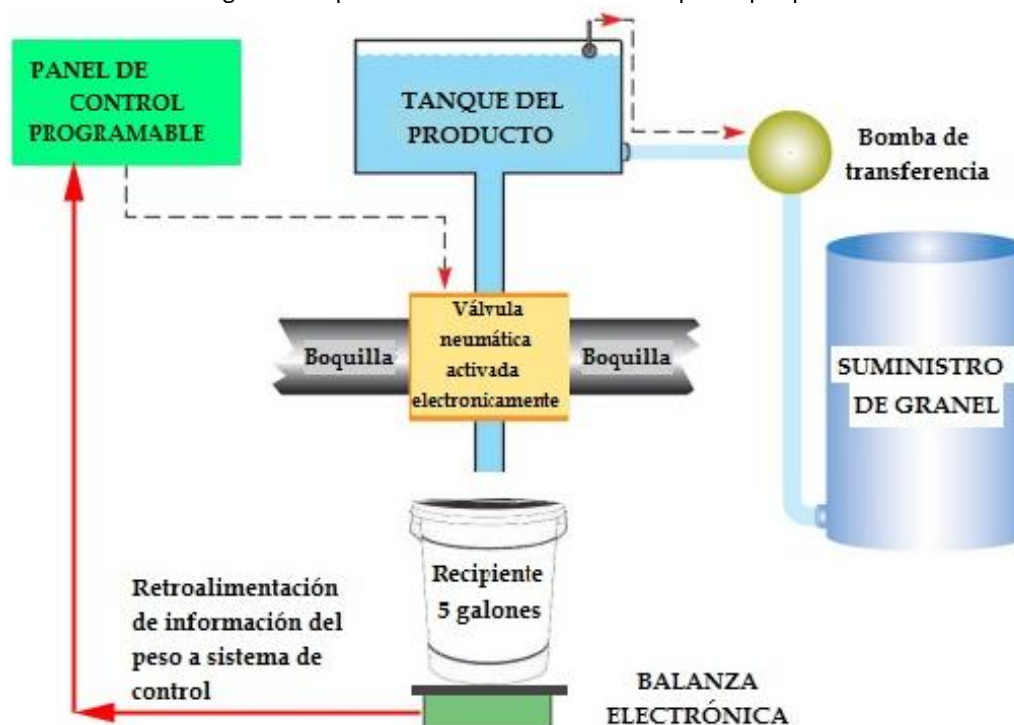 PANEL DE
CONTROL
PROGRAMABLE
TANQUE DEL
PRODUCTO
Bomba de
transferencia
Válvula
neumática
activada
electronicamente
Boquilla
Boquilla
SUMINISTRO
DE GRANEL
Recipiente
5 galones
Retroalimentación
de información del
peso a sistema de
control
BALANZA
ELECTRÓNICA